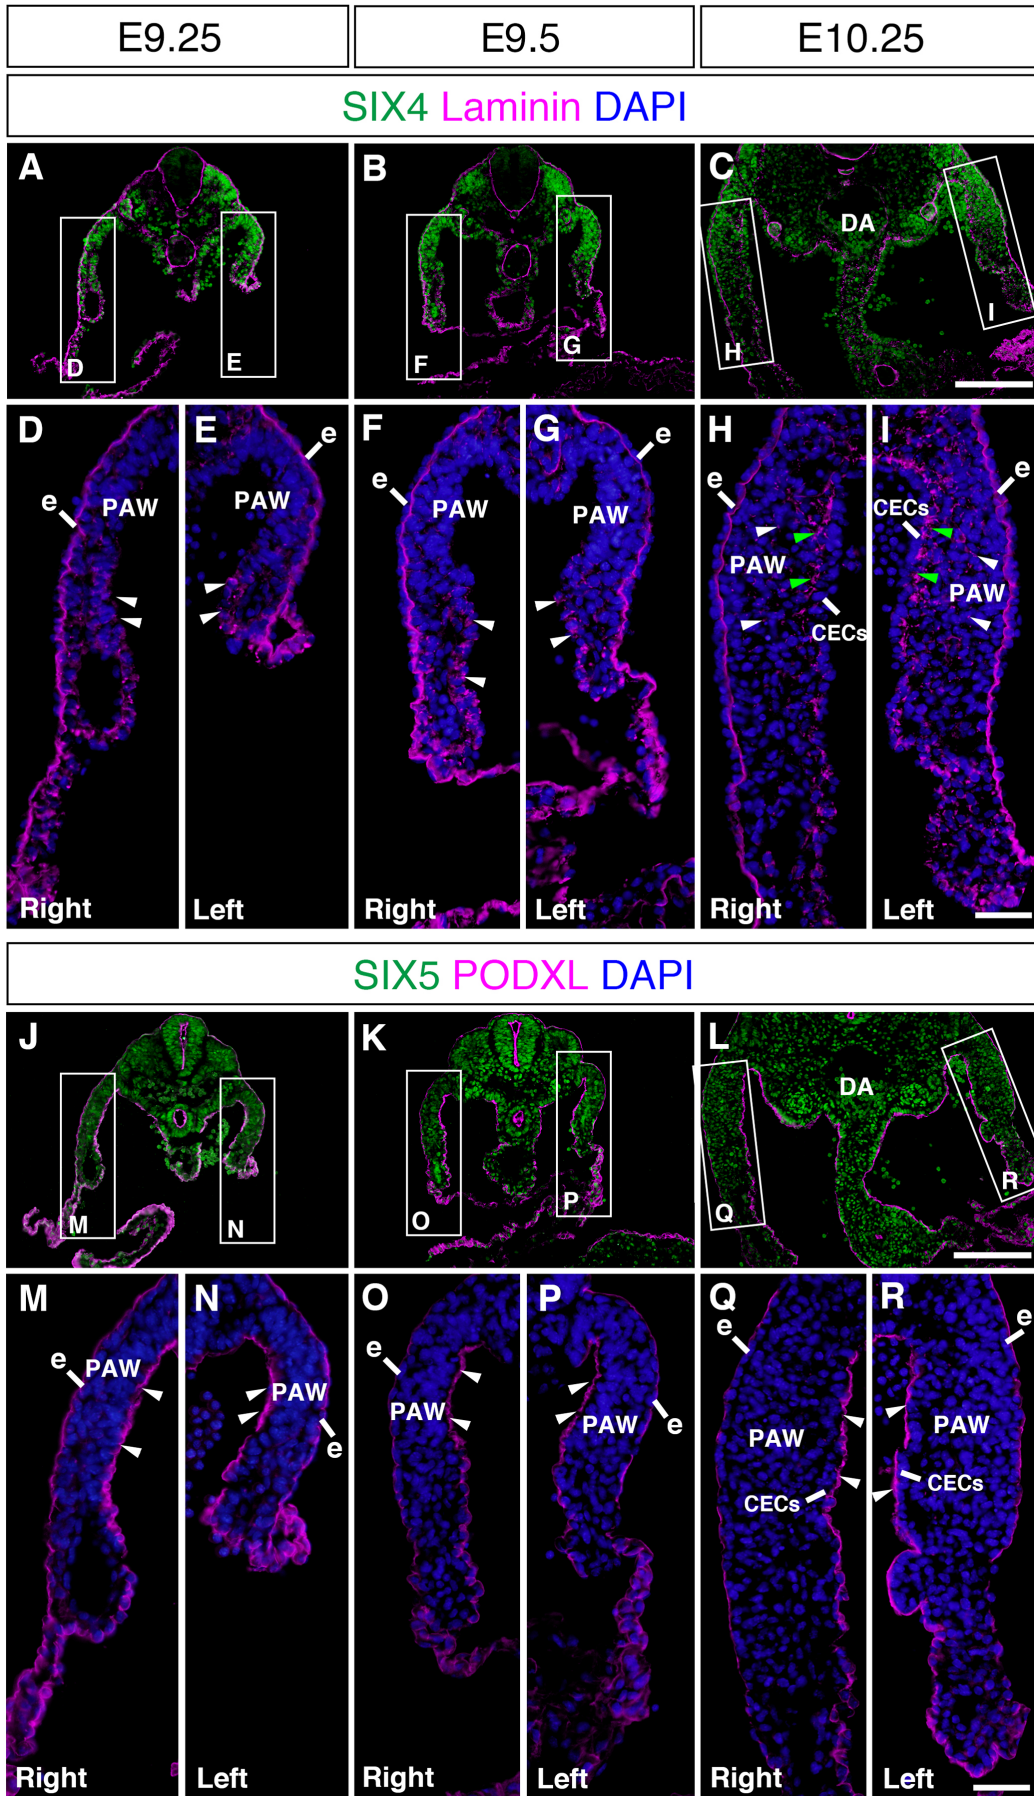 E9.25 E9.5 E10.25
SIX4 Laminin DAPI
A B C
DA
D E F G H I
D E F G H I
e PAW e PAW e PAW e PAW e PAW CECs CECs PAW e
Right Left Right Left Right Left
SIX5 PODXL DAPI
J K L
DA
M N O P Q R
M N O P Q R
e PAW PAW e e PAW PAW e e PAW CECs PAW CECs e
Right Left Right Left Right Left